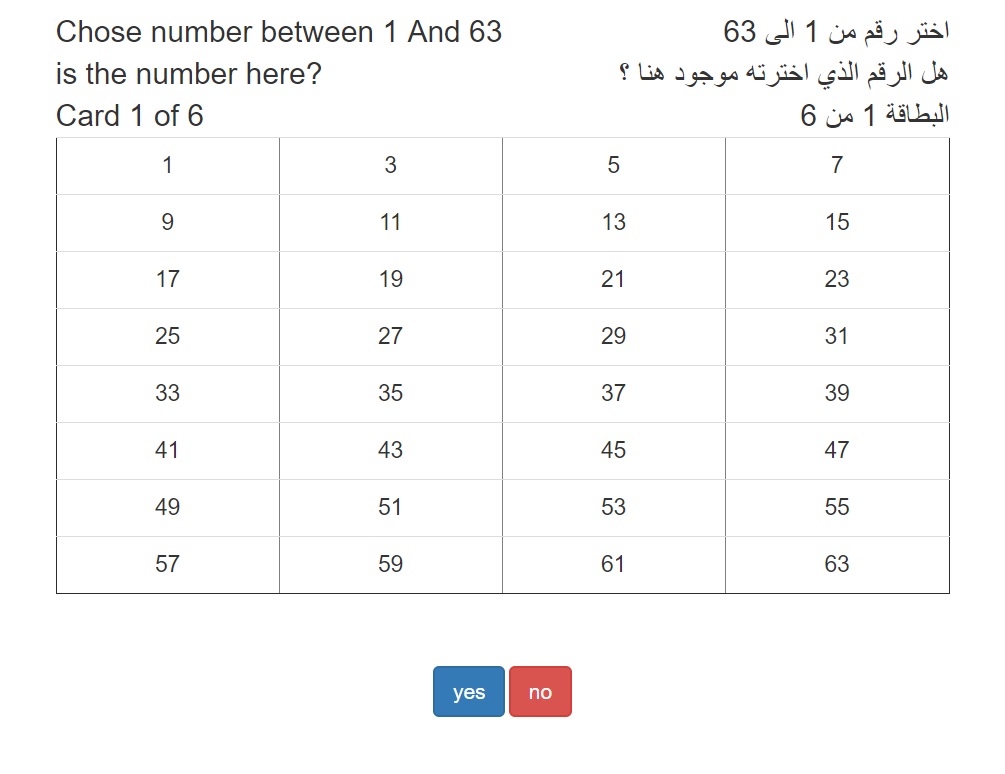 Chose number between 1 And 63
is the number here?
Card 1 of 6
اختر رقم من 1 الى 63
هل الرقم الذي اخترته موجود هنا ؟
البطاقة 1 من 6
1 3 5 7
9 11 13 15
17 19 21 23
25 27 29 31
33 35 37 39
41 43 45 47
49 51 53 55
57 59 61 63
yes no